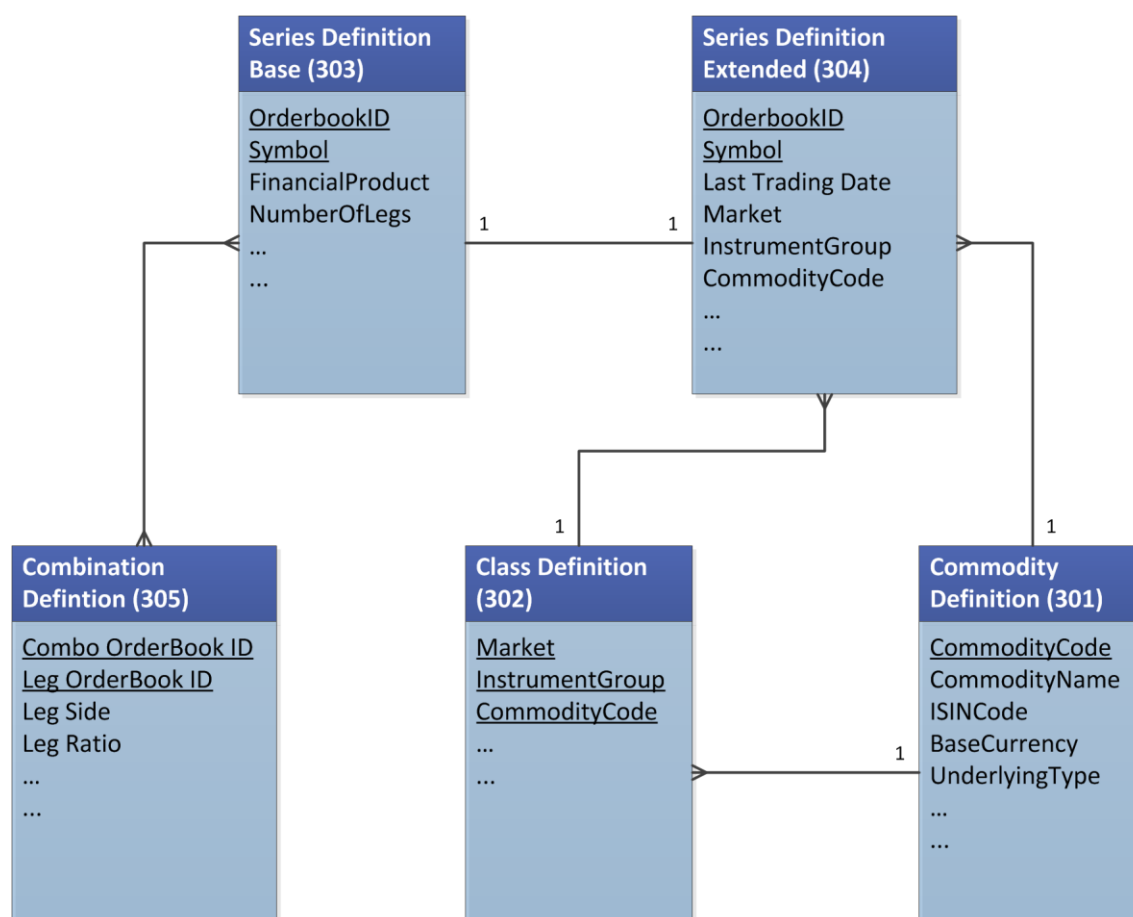 Series Definition
Base (303)
OrderbookID
Symbol
FinancialProduct
NumberOfLegs
...
...
Series Definition
Extended (304)
OrderbookID
Symbol
Last Trading Date
Market
InstrumentGroup
CommodityCode
...
...
1
1
1
1
Combination
Defintion (305)
Combo OrderBook ID
Leg OrderBook ID
Leg Side
Leg Ratio
...
...
Class Definition
(302)
Market
InstrumentGroup
CommodityCode
...
...
1
Commodity
Definition (301)
CommodityCode
CommodityName
ISINCode
BaseCurrency
UnderlyingType
...
...